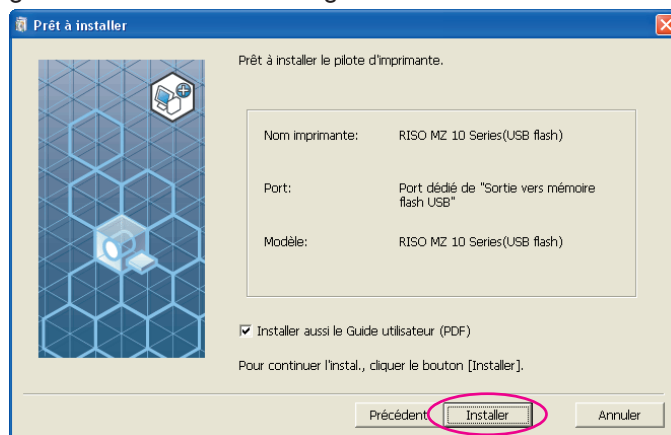 Prêt à installer
Prêt à installer le pilote d'imprimante.
Nom imprimante: RISO MZ 10 Series(USB flash)
Port: Port dédié de "Sortie vers mémoire
flash USB"
Modèle: RISO MZ 10 Series(USB flash)
Installer aussi le Guide utilisateur (PDF)
Pour continuer l'instal., cliquer le bouton [Installer].
Précédent Installer Annuler